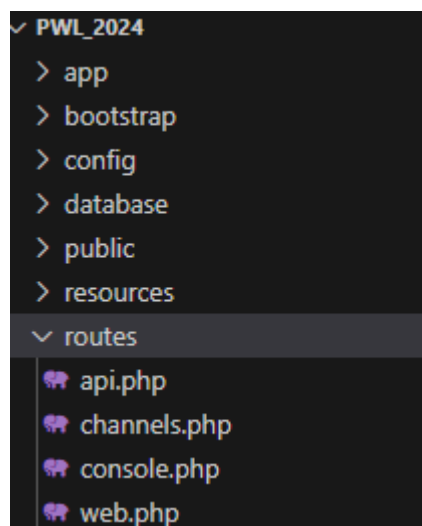 PWL_2024
app
bootstrap
config
database
public
resources
routes
api.php
channels.php
console.php
web.php